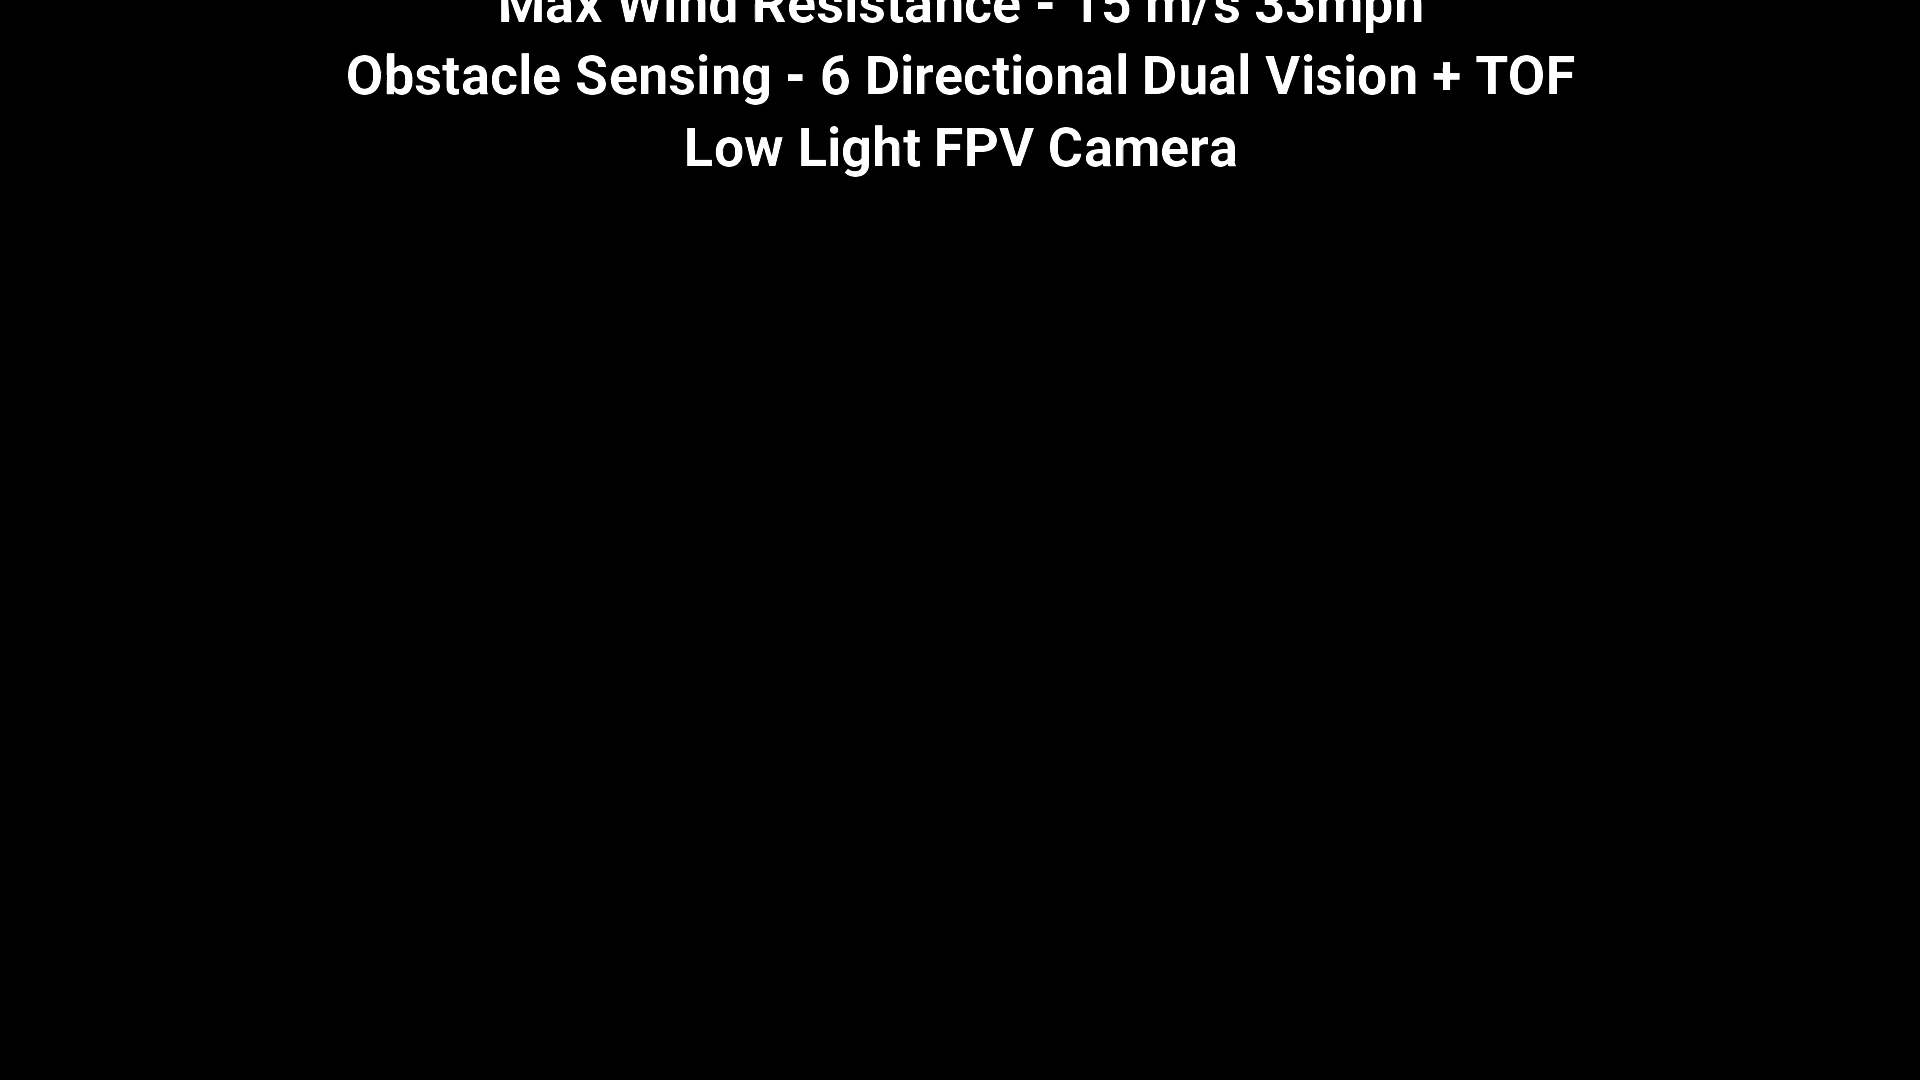 Max Wind Resistance - 15 m/s 33mph
Obstacle Sensing - 6 Directional Dual Vision + TOF
Low Light FPV Camera